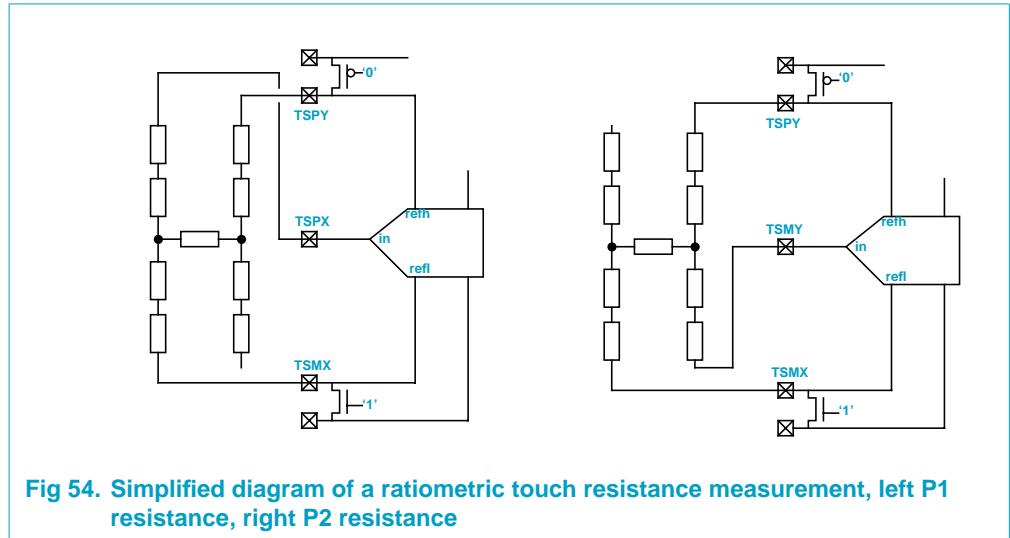 '0'
TSPY
TSPX
refh
in
refl
TSMX
'1'
'0'
TSPY
TSMY
refh
in
refl
TSMX
'1'
Fig 54. Simplified diagram of a ratiometric touch resistance measurement, left P1
resistance, right P2 resistance